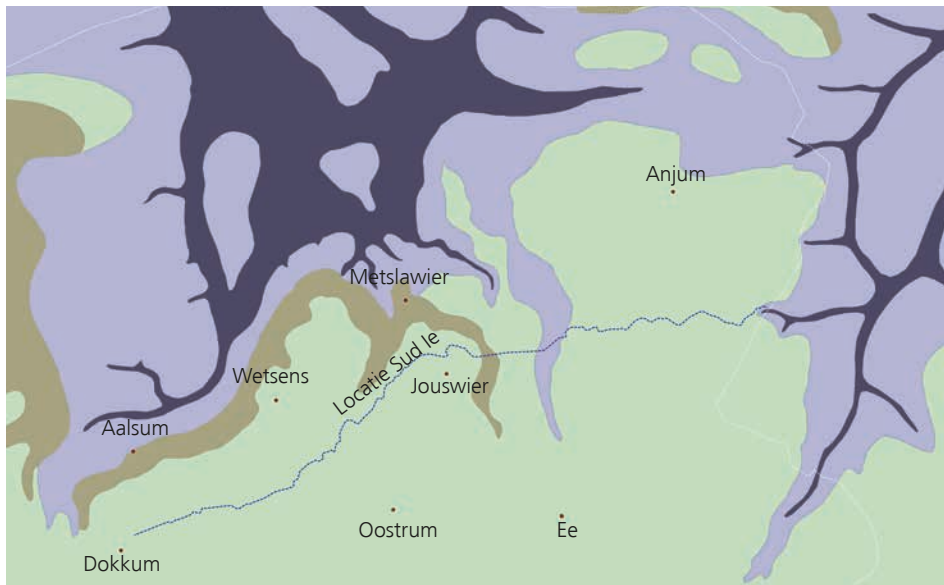 Anjum
Metslawier
Locatie Sud Ie
Wetsens
Jouswier
Aalsum
Oostrum
Ee
Dokkum